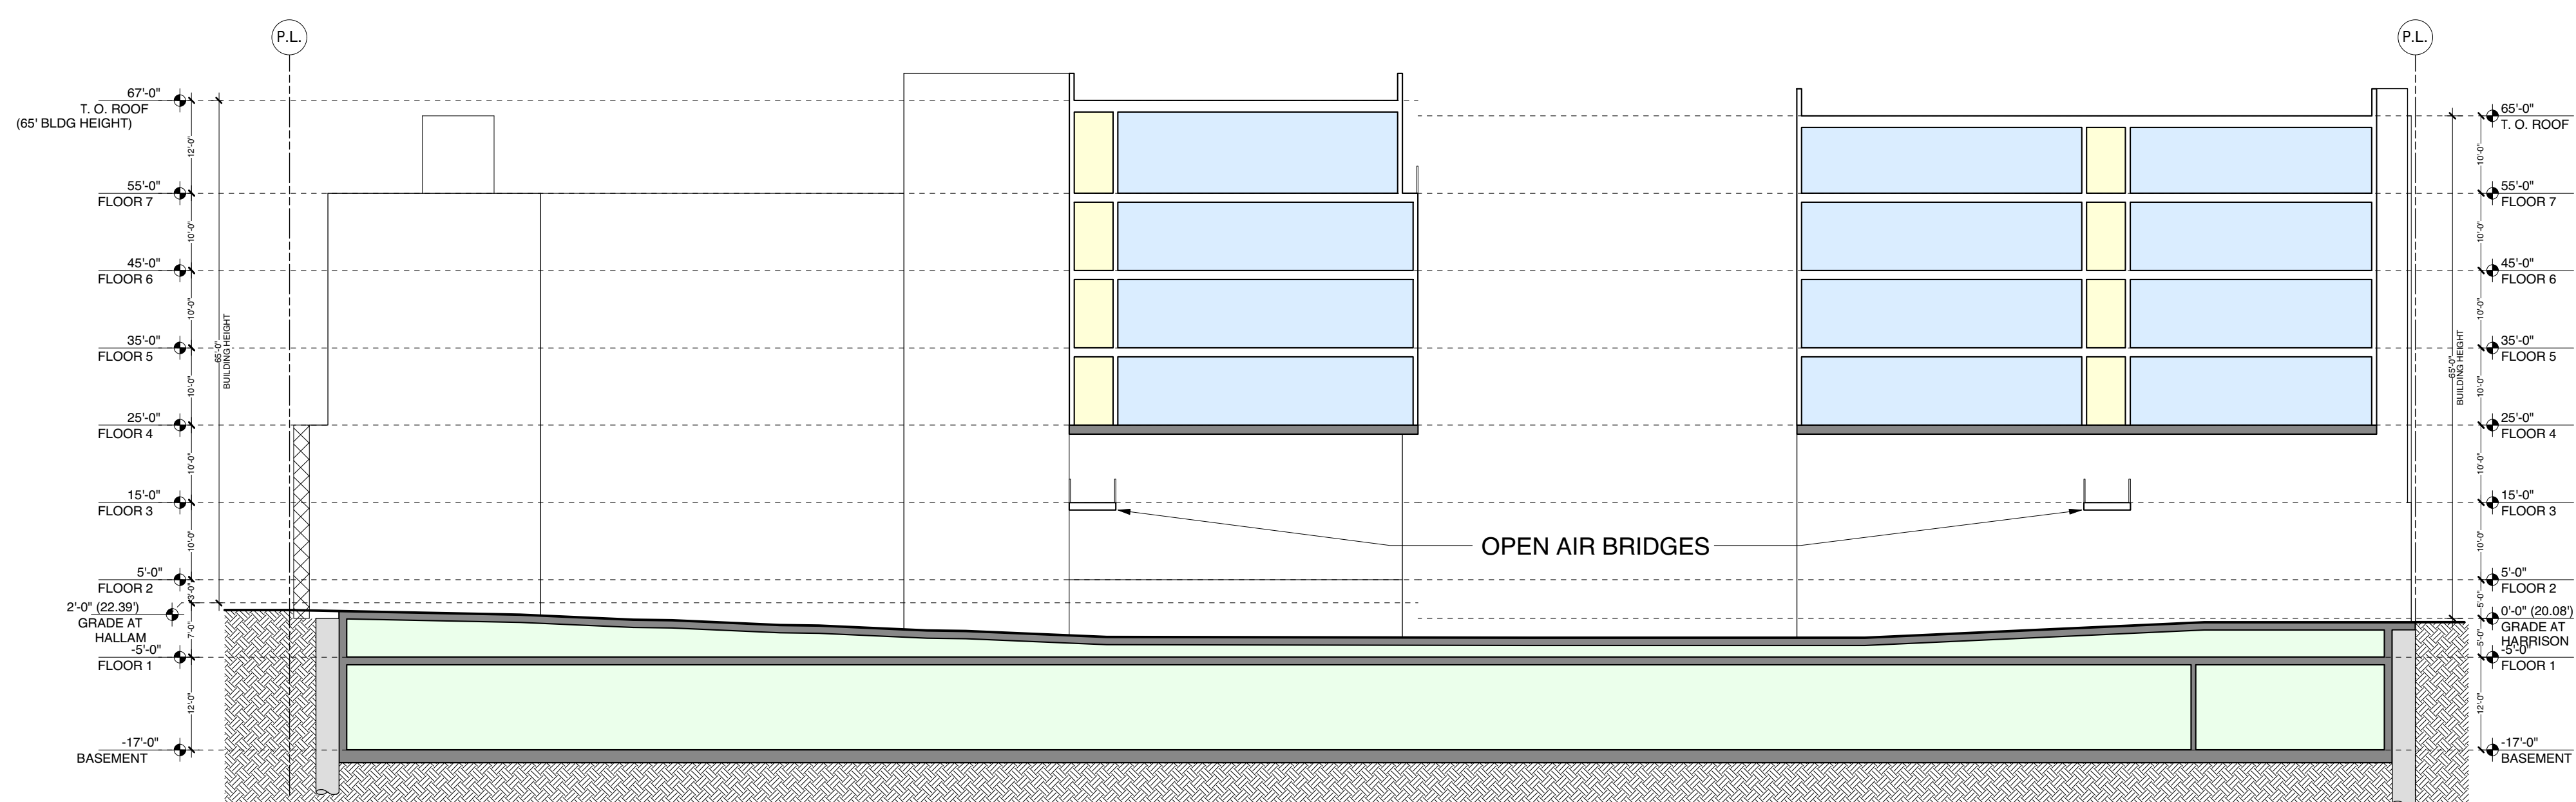 P.L.
P.L.
67'-0"
T. O. ROOF
(65' BLDG HEIGHT)
12'-0"
55'-0"
FLOOR 7
10'-0"
45'-0"
FLOOR 6
10'-0"
35'-0"
FLOOR 5
10'-0"
25'-0"
FLOOR 4
10'-0"
15'-0"
FLOOR 3
10'-0"
5'-0"
FLOOR 2
3'-0"
2'-0" (22.39')
GRADE AT
HALLAM
7'-0"
-5'-0"
FLOOR 1
12'-0"
-17'-0"
BASEMENT
65'-0"
BUILDING HEIGHT
OPEN AIR BRIDGES
65'-0"
BUILDING HEIGHT
65'-0"
T. O. ROOF
10'-0"
55'-0"
FLOOR 7
10'-0"
45'-0"
FLOOR 6
10'-0"
35'-0"
FLOOR 5
10'-0"
25'-0"
FLOOR 4
10'-0"
15'-0"
FLOOR 3
10'-0"
5'-0"
FLOOR 2
5'-0"
0'-0" (20.08')
GRADE AT
HARRISON
5'-0"
-5'-0"
FLOOR 1
12'-0"
-17'-0"
BASEMENT